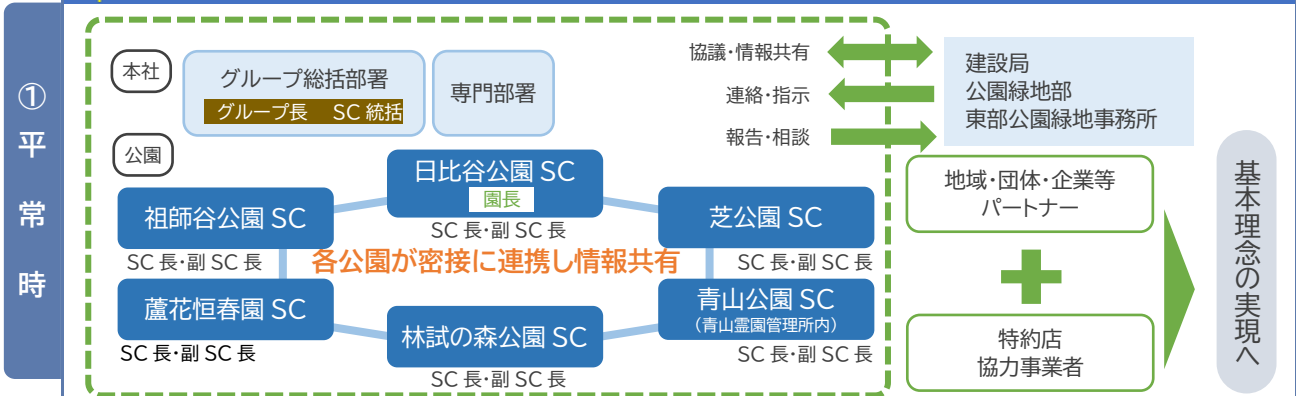 ①
平
常
時
本社
グループ総括部署
グループ長 SC統括
専門部署
協議・情報共有
連絡・指示
報告・相談
建設局
公園緑地部
東部公園緑地事務所
公園
日比谷公園 SC
園長
SC 長・副 SC 長
祖師谷公園 SC
SC 長・副 SC 長
芝公園 SC
SC 長・副 SC 長
各公園が密接に連携し情報共有
蘆花恒春園 SC
SC 長・副 SC 長
林試の森公園 SC
SC 長・副 SC 長
青山公園 SC
(青山霊園管理所内)
SC 長・副 SC 長
地域・団体・企業等
パートナー
特約店
協力事業者
基本理念の実現へ